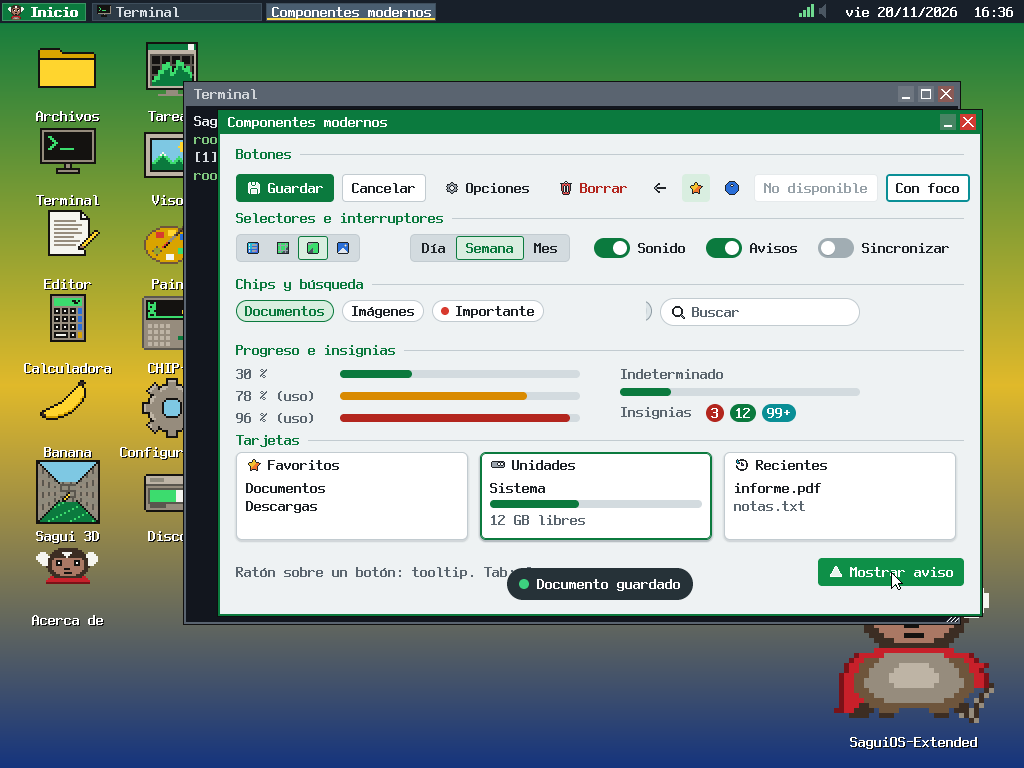 Inicio Terminal Componentes modernos vie 20/11/2026 16:36
Archivos
Terminal
Editor
Calculadora
Banana
Sagui 3D
Disco
Acerca de
Terminal
[1]
Componentes modernos
Botones
Guardar Cancelar Opciones Borrar No disponible Con foco
Selectores e interruptores
Día Semana Mes Sonido Avisos Sincronizar
Chips y búsqueda
Documentos Imágenes Importante Buscar
Progreso e insignias
30 % Indeterminado
78 % (uso)
96 % (uso) Insignias 3 12 99+
Tarjetas
Favoritos
Documentos
Descargas
Unidades
Sistema
12 GB libres
Recientes
informe.pdf
notas.txt
Ratón sobre un botón: tooltip. Tab:
Documento guardado
Mostrar aviso
SaguiOS-Extended